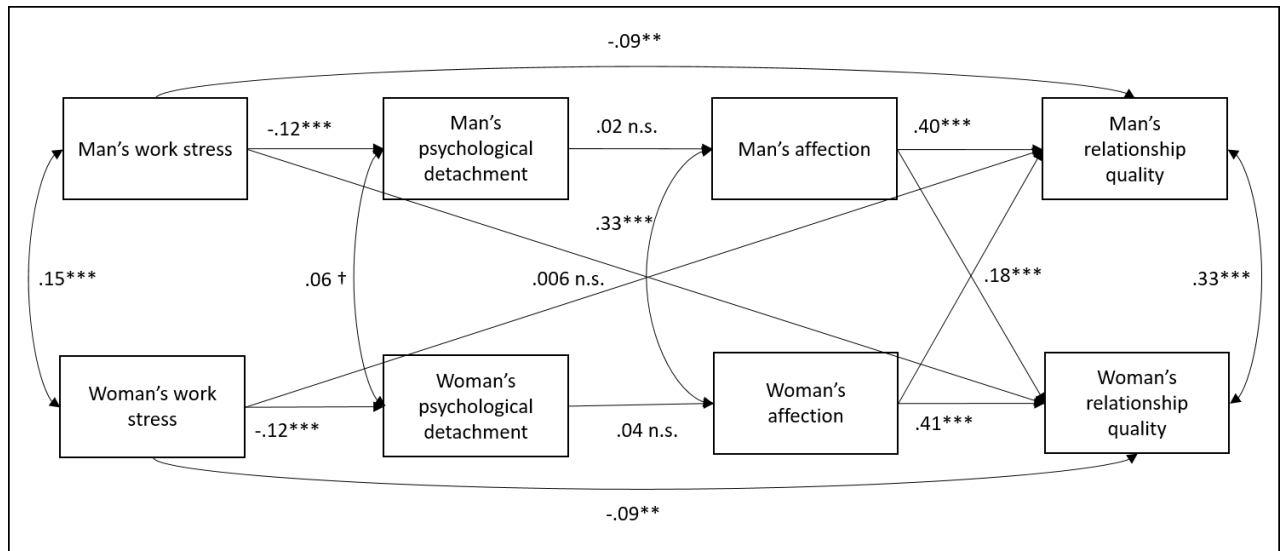 -.09**
Man's work stress
-.12***
Man's
psychological
detachment
.02 n.s.
Man's affection
.40***
Man's
relationship
quality
.15***
.06 †
.33***
.006 n.s.
.18***
.33***
Woman's work
stress
-.12***
Woman's
psychological
detachment
.04 n.s.
Woman's
affection
.41***
Woman's
relationship
quality
-.09**